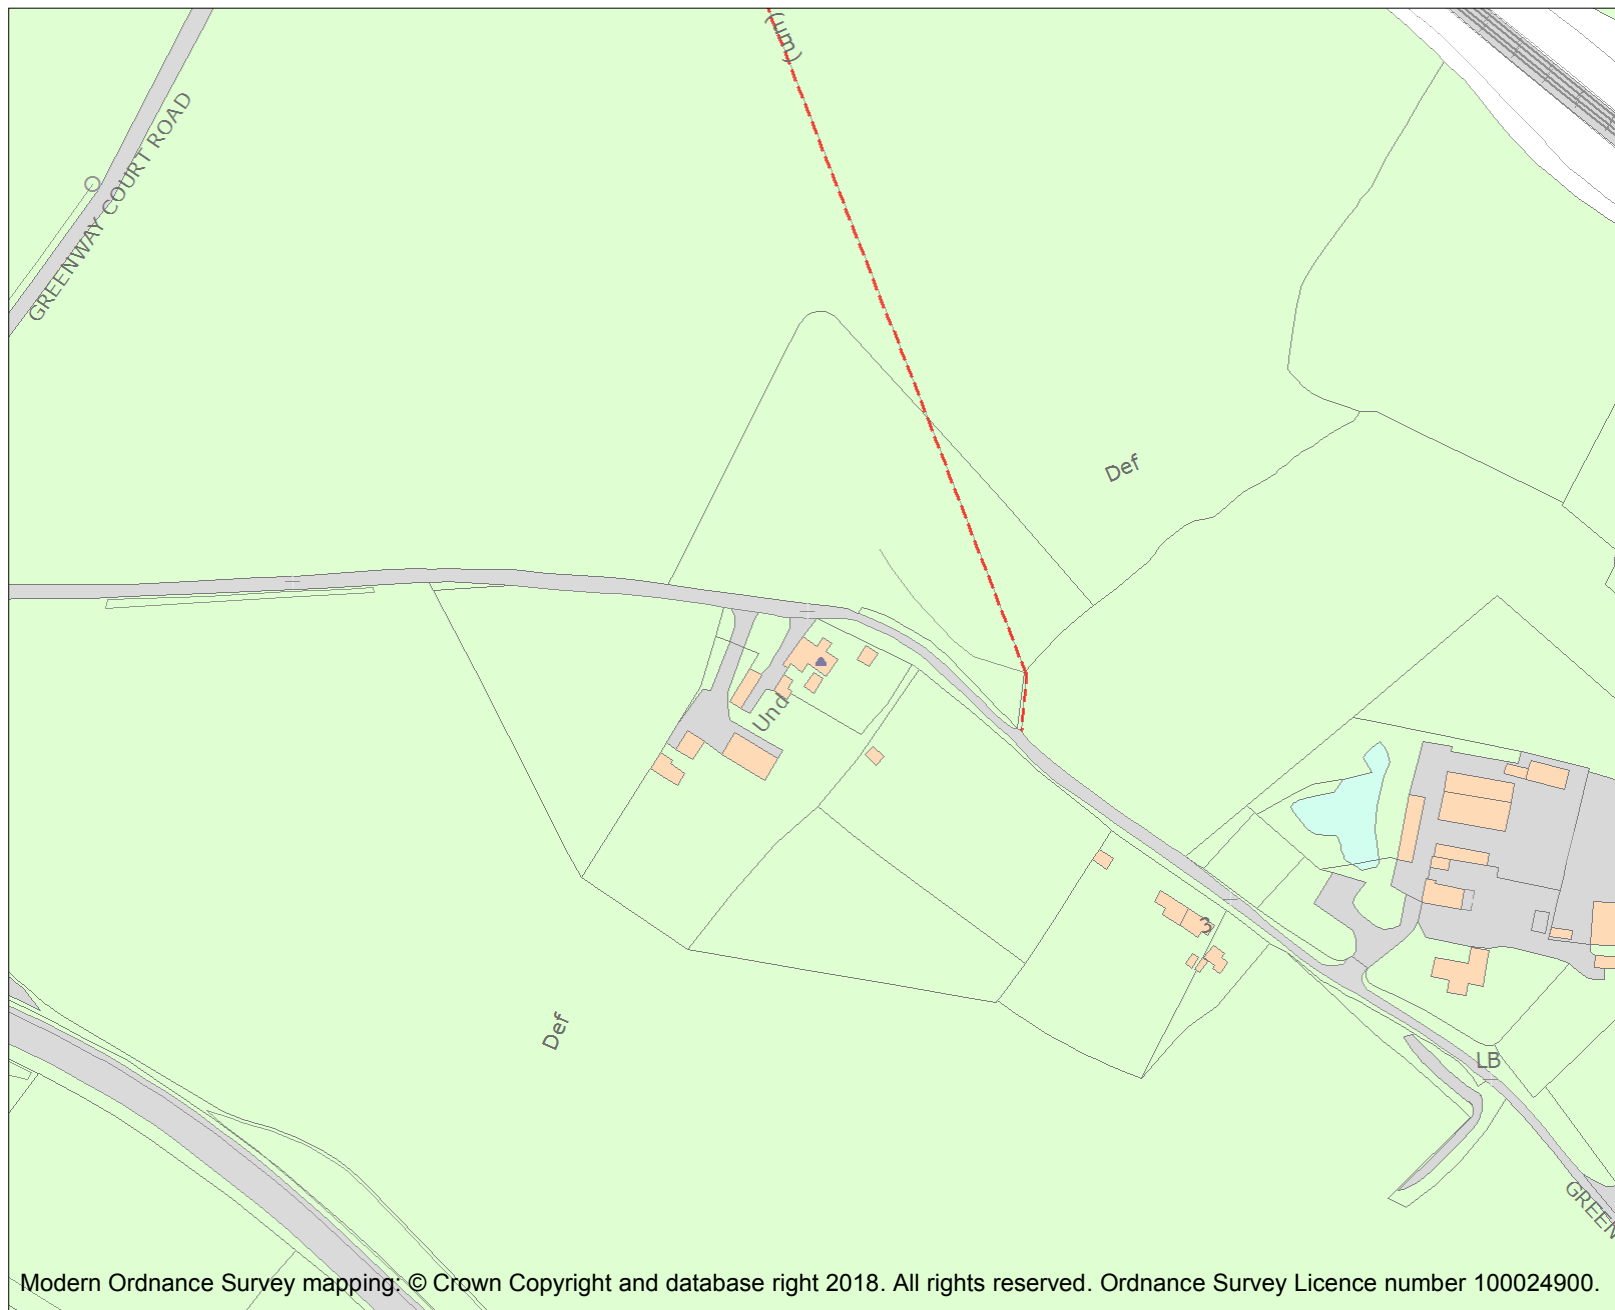 (um)
GREENWAY COURT ROAD
Def
Und
3
Def
LB
GREEN
Modern Ordnance Survey mapping: © Crown Copyright and database right 2018. All rights reserved. Ordnance Survey Licence number 100024900.